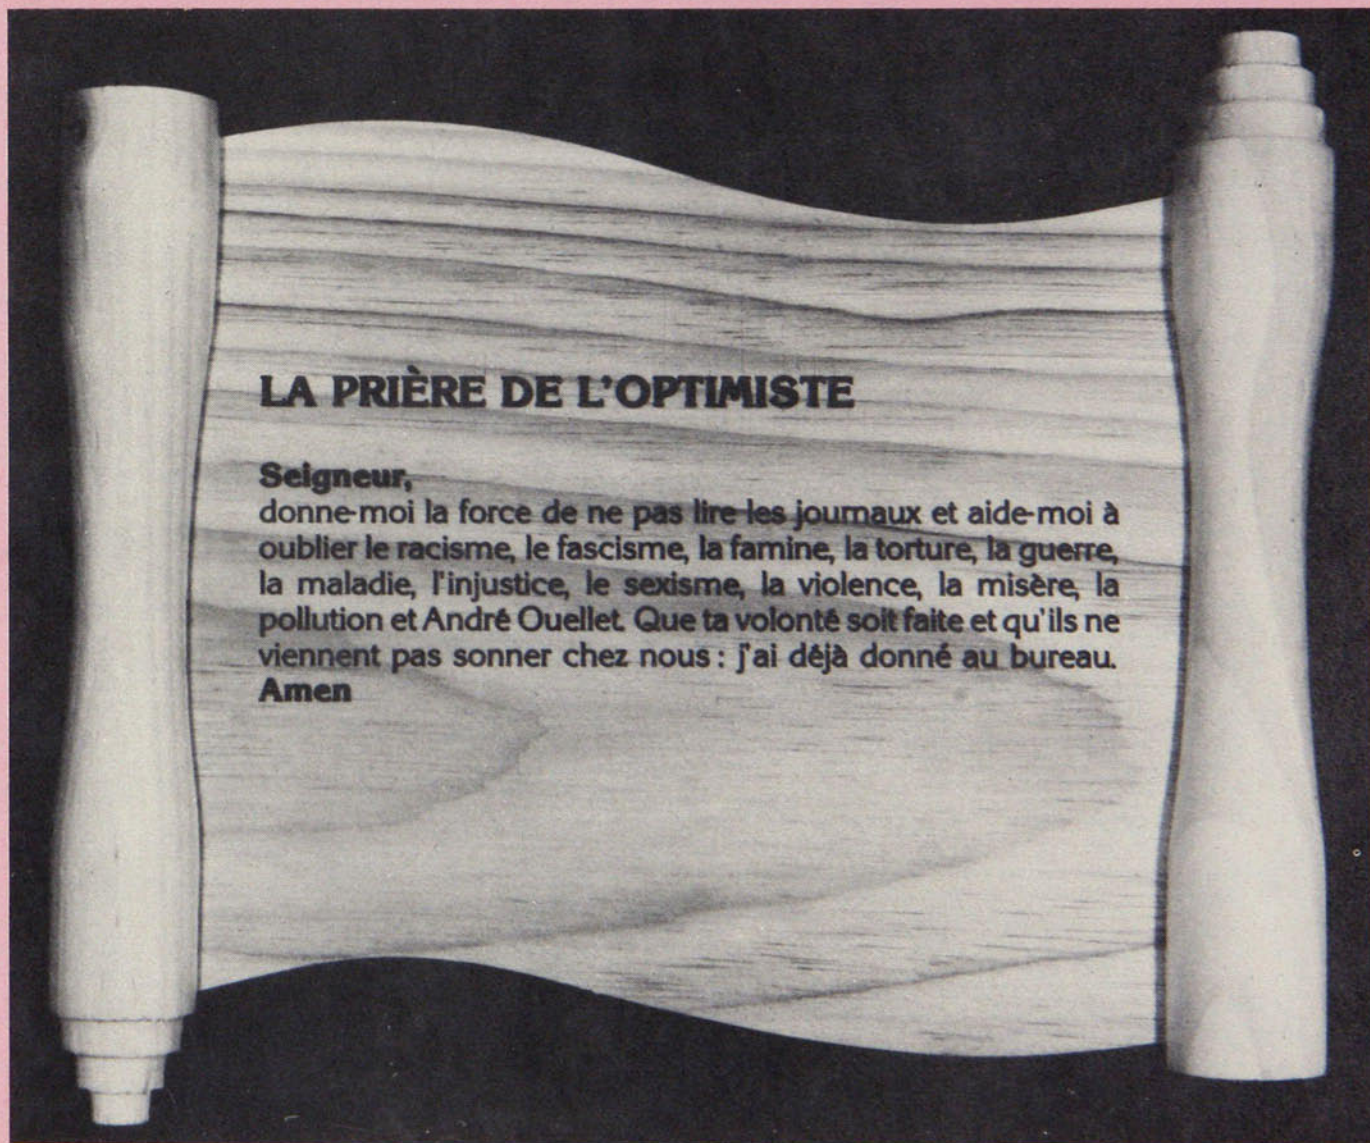 LA PRIÈRE DE L'OPTIMISTE
Seigneur,
donne-moi la force de ne pas lire les journaux et aide-moi à
oublier le racisme, le fascisme, la famine, la torture, la guerre,
la maladie, l'injustice, le sexisme, la violence, la misère, la
pollution et André Ouellet. Que ta volonté soit faite et qu'ils ne
viennent pas sonner chez nous : j'ai déjà donné au bureau.
Amen